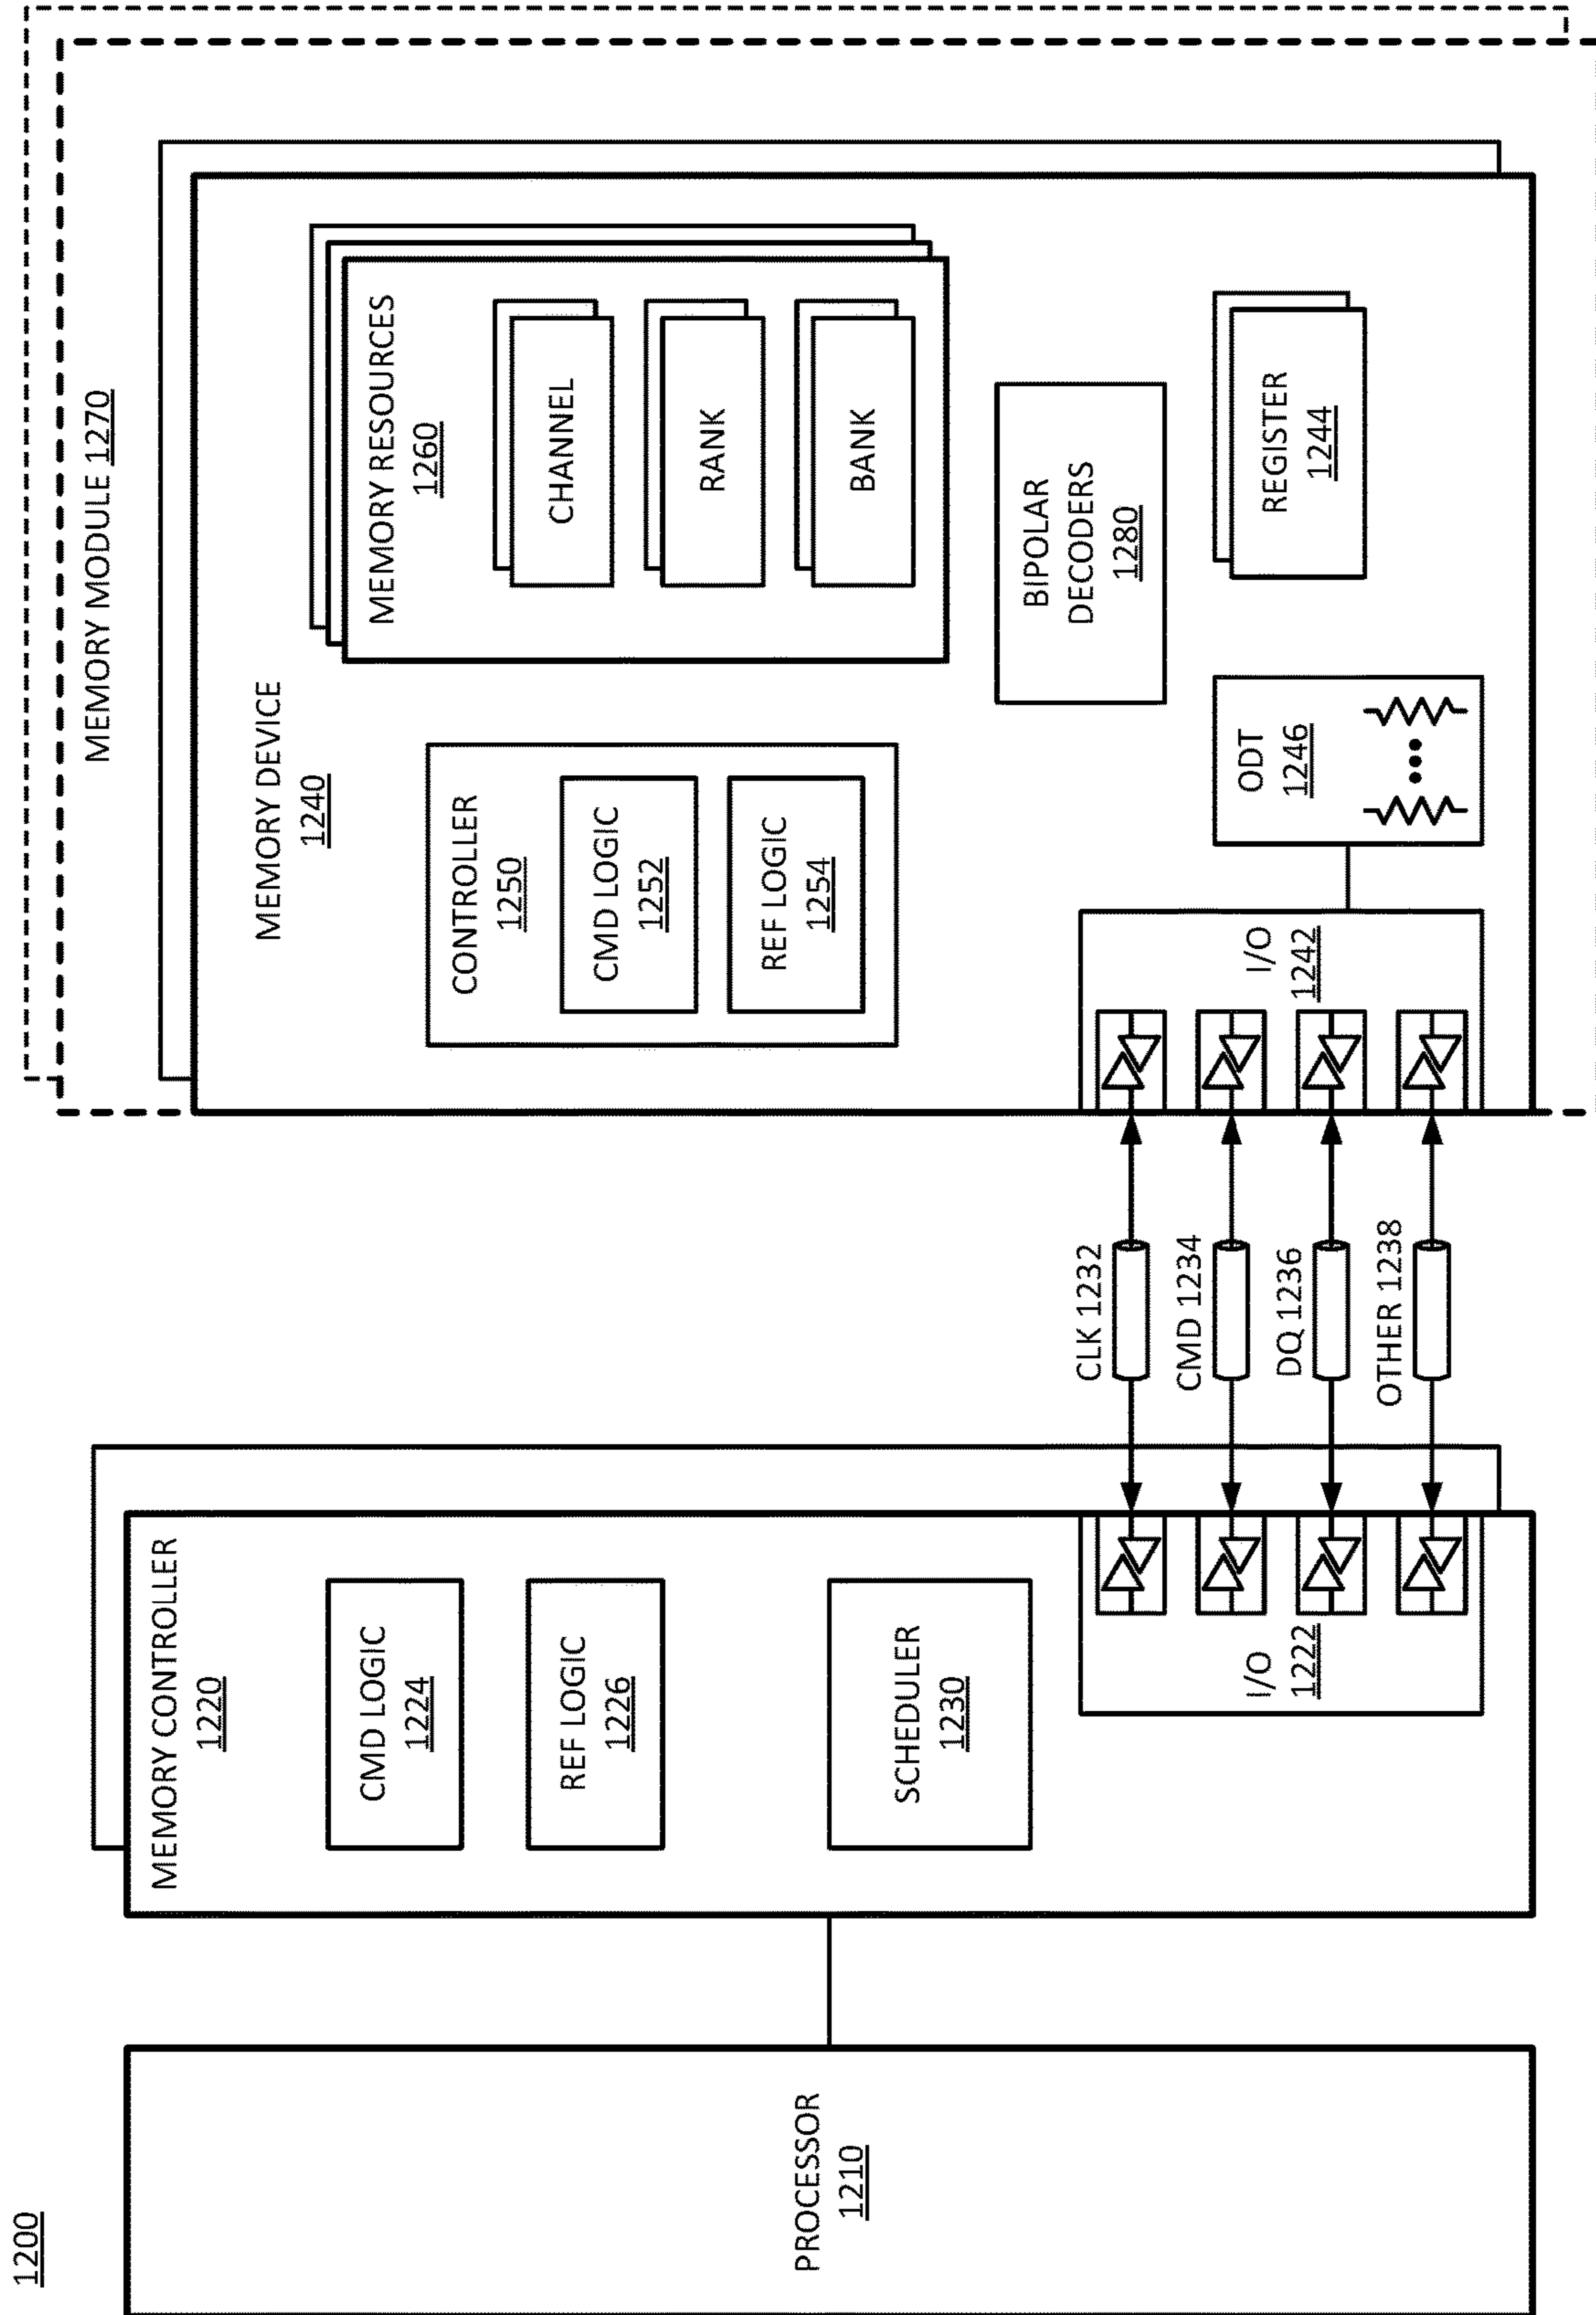 1200
PROCESSOR
1210
MEMORY CONTROLLER
1220
CMD LOGIC
1224
REF LOGIC
1226
SCHEDULER
1230
I/O
1222
CLK 1232
CMD 1234
DQ 1236
OTHER 1238
MEMORY MODULE 1270
MEMORY DEVICE
1240
CONTROLLER
1250
CMD LOGIC
1252
REF LOGIC
1254
I/O
1242
MEMORY RESOURCES
1260
CHANNEL
RANK
BANK
BIPOLAR
DECODERS
1280
ODT
1246
REGISTER
1244